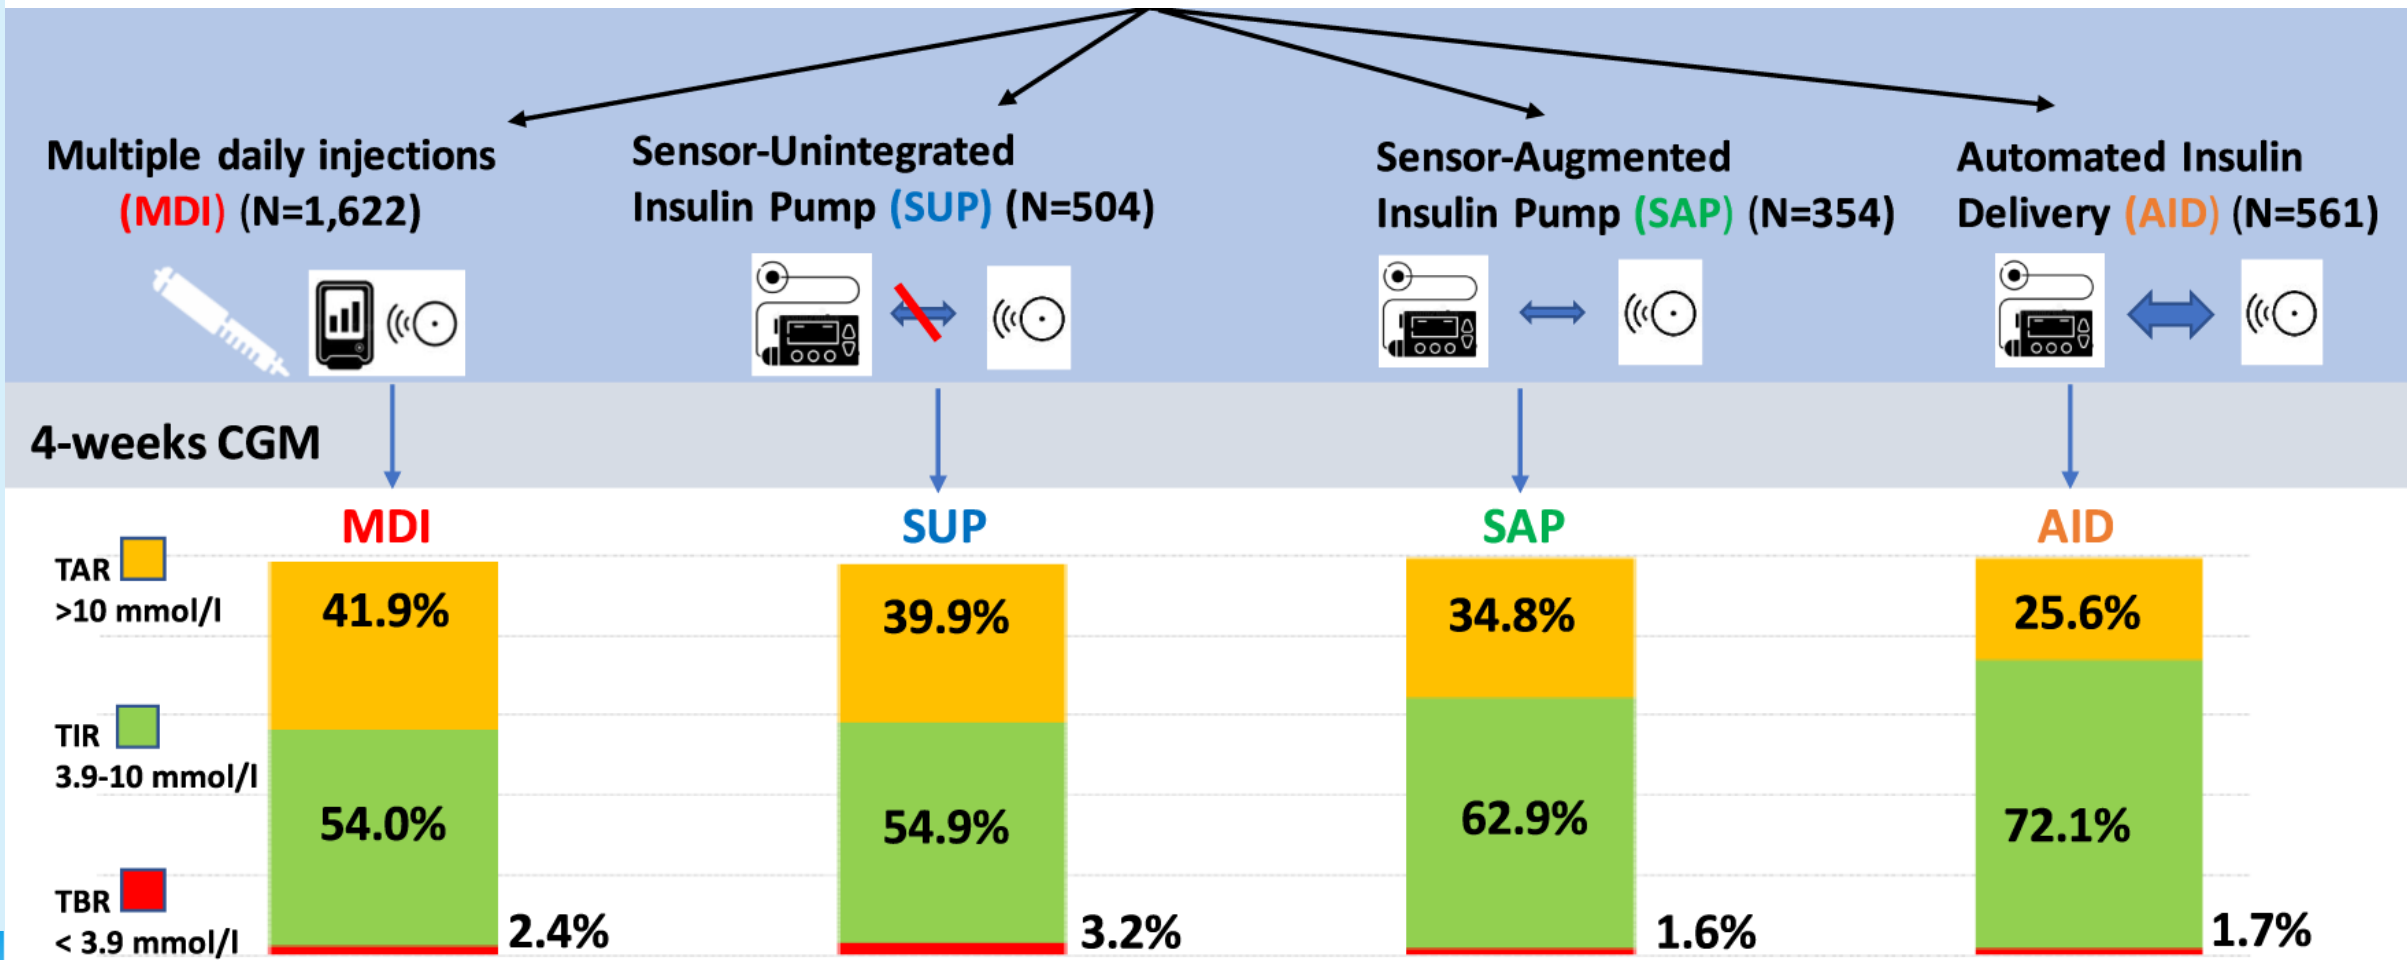 Multiple daily injections
(MDI) (N=1,622)
Sensor-Unintegrated
Insulin Pump (SUP) (N=504)
Sensor-Augmented
Insulin Pump (SAP) (N=354)
Automated Insulin
Delivery (AID) (N=561)
4-weeks CGM
MDI
SUP
SAP
AID
TAR
>10 mmol/l
41.9%
39.9%
34.8%
25.6%
TIR
3.9-10 mmol/l
54.0%
54.9%
62.9%
72.1%
TBR
< 3.9 mmol/l
2.4%
3.2%
1.6%
1.7%